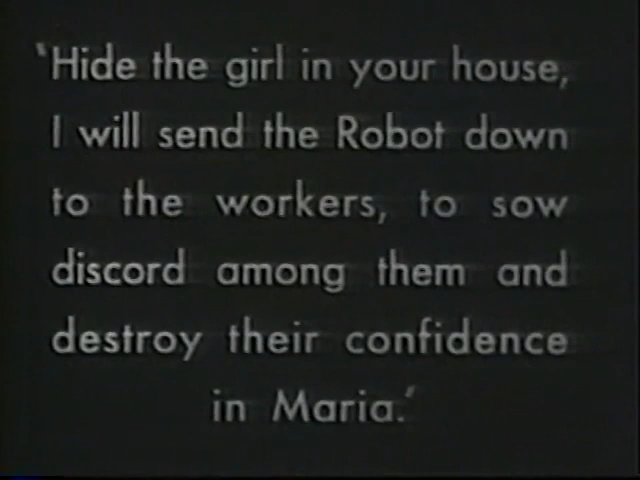 'Hide the girl in your house,
I will send the Robot down
to the workers, to sow
discord among them and
destroy their confidence
in Maria.'